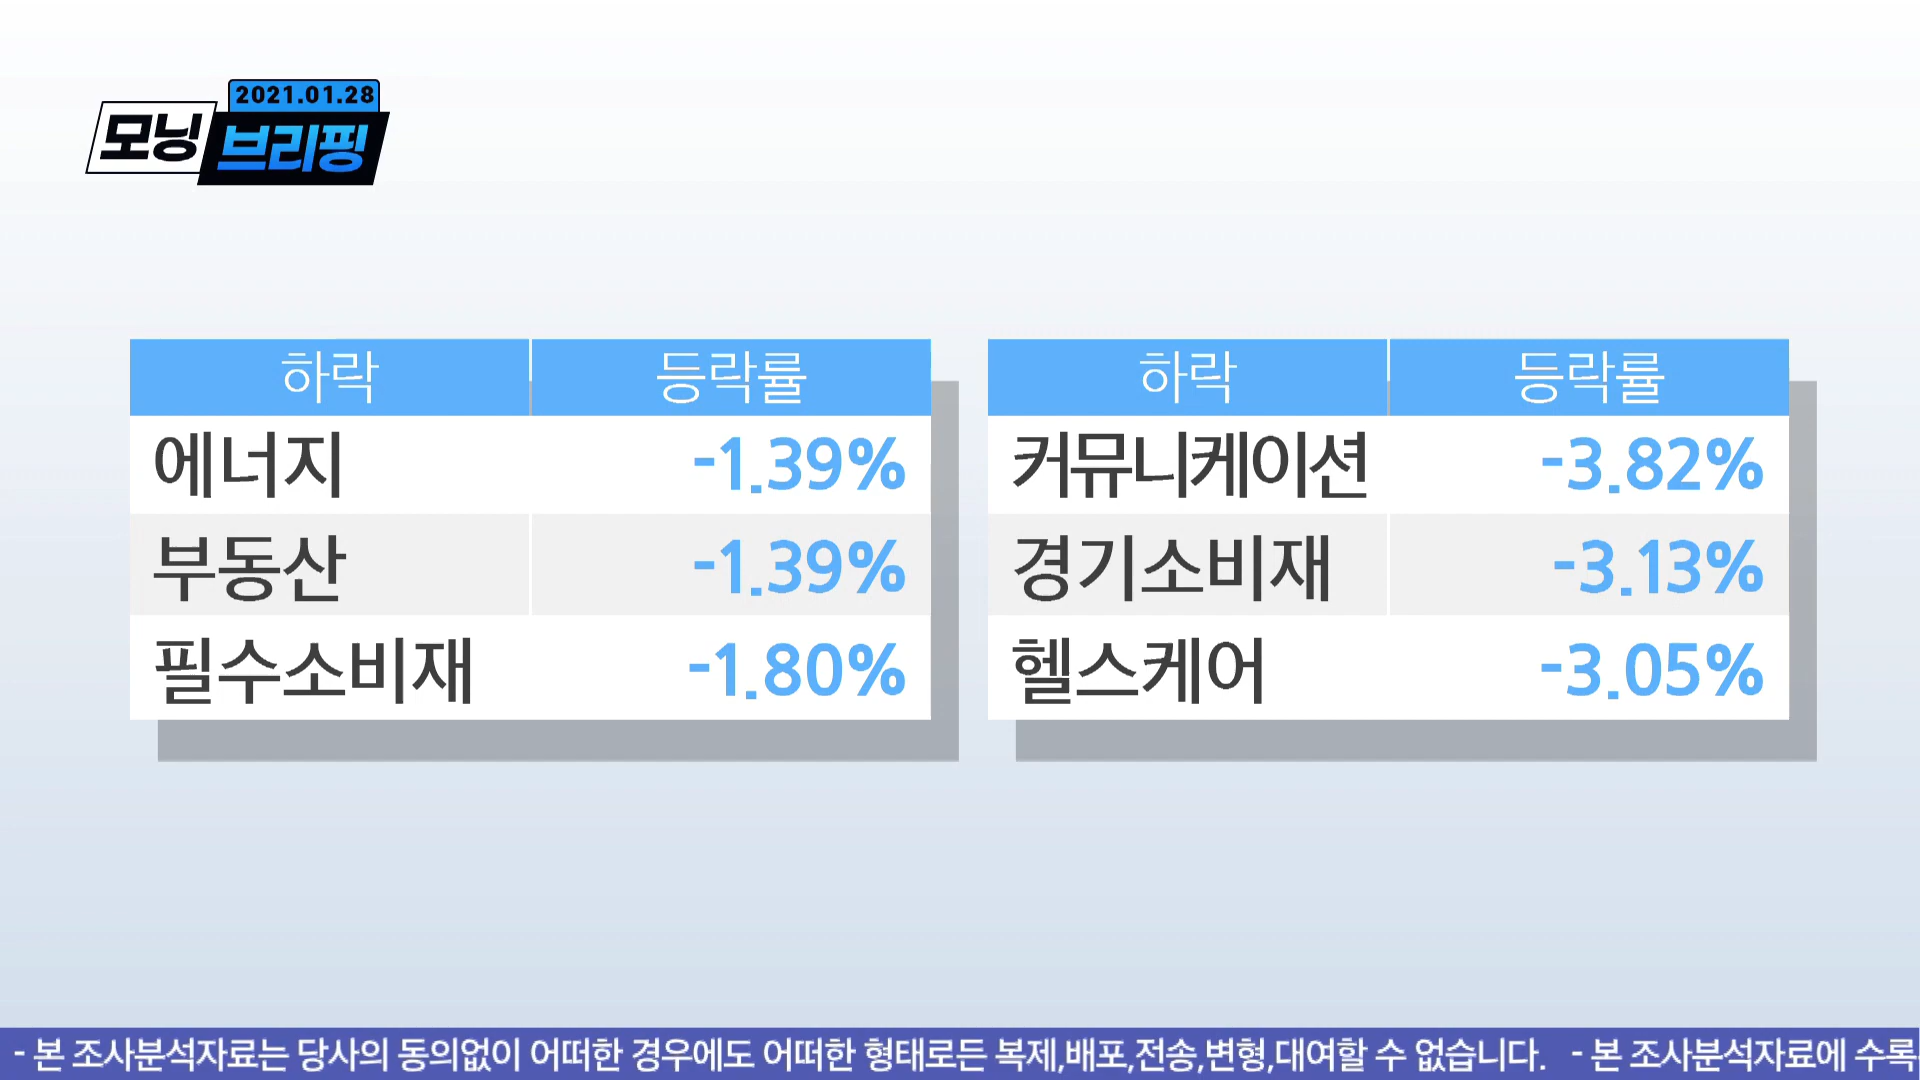 2021.01.28
모닝 브리핑
하락 등락률
에너지 -1.39%
부동산 -1.39%
필수소비재 -1.80%
하락 등락률
커뮤니케이션 -3.82%
경기소비재 -3.13%
헬스케어 -3.05%
- 본 조사분석자료는 당사의 동의없이 어떠한 경우에도 어떠한 형태로든 복제,배포,전송,변형,대여할 수 없습니다. - 본 조사분석자료에 수록